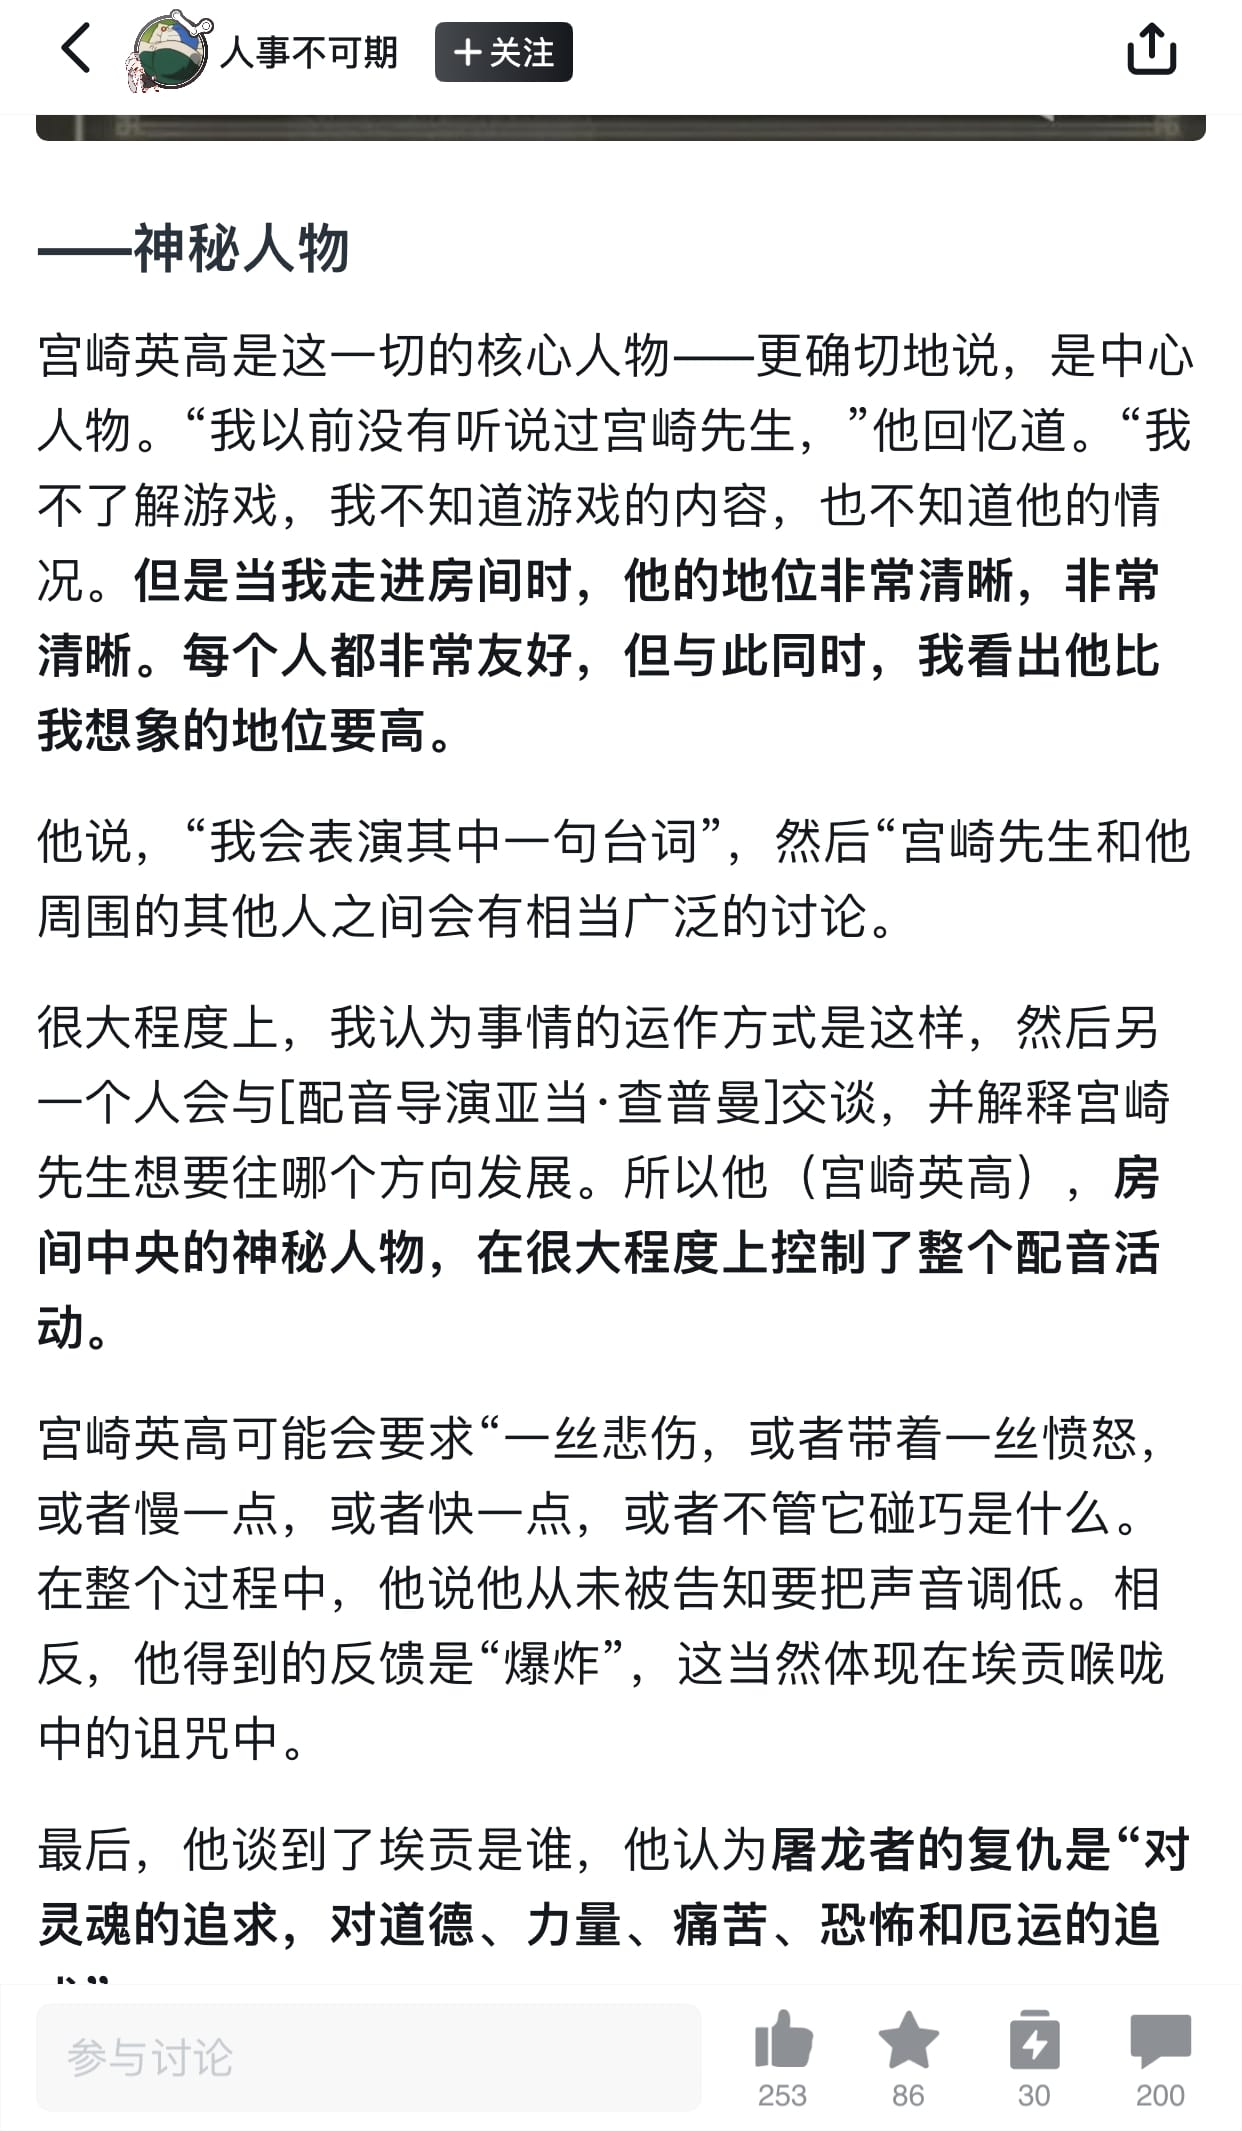 人事不可期
+关注
——神秘人物
宫崎英高是这一切的核心人物——更确切地说，是中心
人物。“我以前没有听说过宫崎先生，”他回忆道。“我
不了解游戏，我不知道游戏的内容，也不知道他的情
况。但是当我走进房间时，他的地位非常清晰，非常
清晰。每个人都非常友好，但与此同时，我看出他比
我想象的地位要高。
他说，“我会表演其中一句台词”，然后“宫崎先生和他
周围的其他人之间会有相当广泛的讨论。
很大程度上，我认为事情的运作方式是这样，然后另
一个人会与[配音导演亚当·查普曼]交谈，并解释宫崎
先生想要往哪个方向发展。所以他（宫崎英高），房
间中央的神秘人物，在很大程度上控制了整个配音活
动。
宫崎英高可能会要求“一丝悲伤，或者带着一丝愤怒，
或者慢一点，或者快一点，或者不管它碰巧是什么。
在整个过程中，他说他从未被告知要把声音调低。相
反，他得到的反馈是“爆炸”，这当然体现在埃贡喉咙
中的诅咒中。
最后，他谈到了埃贡是谁，他认为屠龙者的复仇是“对
灵魂的追求，对道德、力量、痛苦、恐怖和厄运的追
参与讨论
253
86
30
200